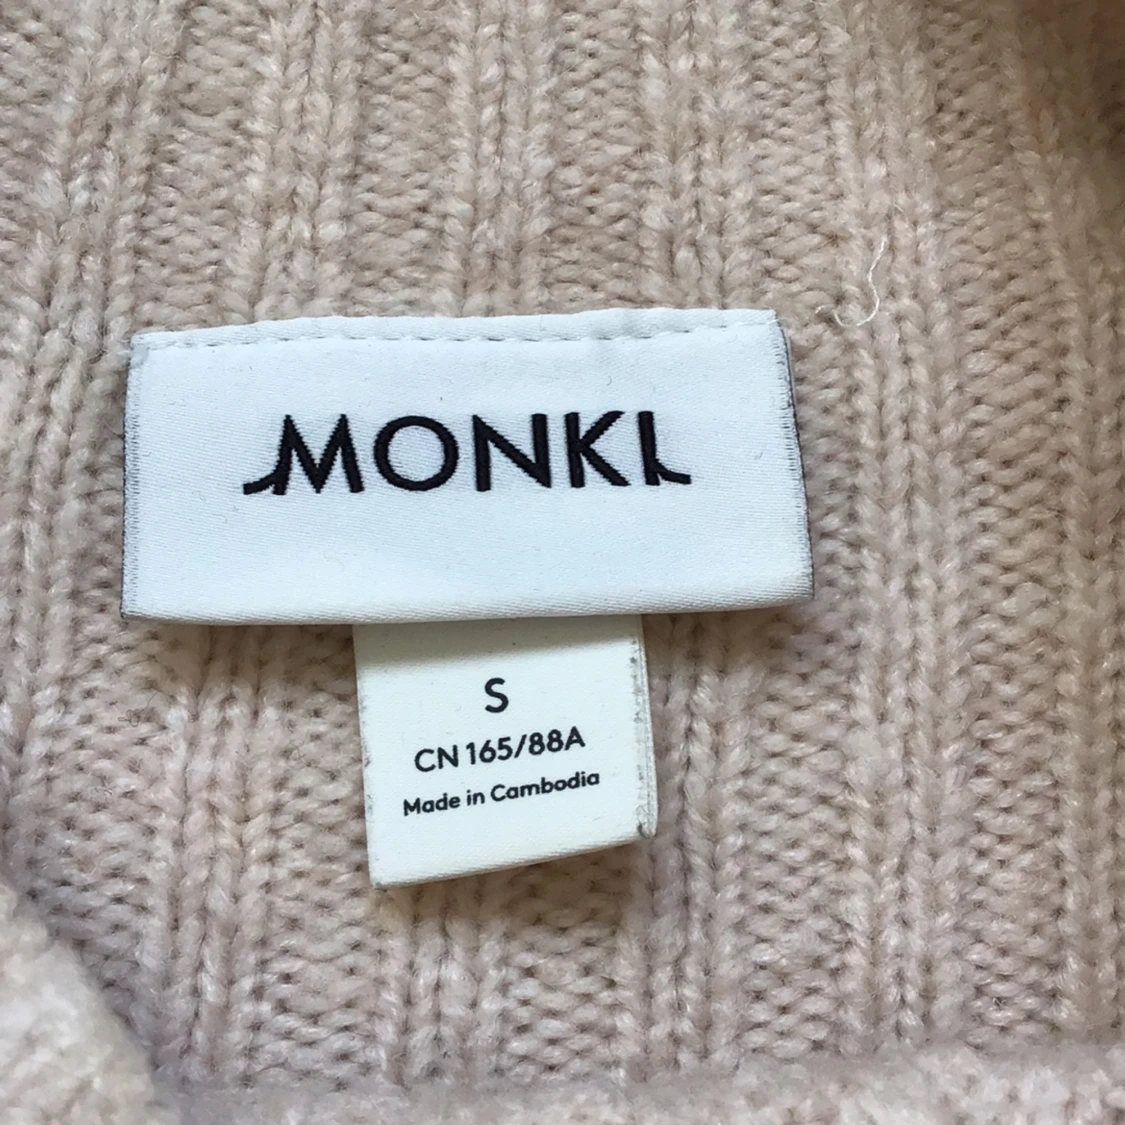 MONKI
S
CN 165/88A
Made in Cambodia